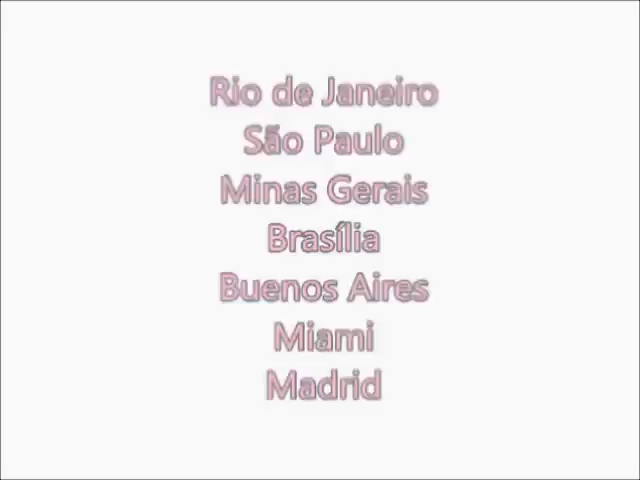 Rio de Janeiro
São Paulo
Minas Gerais
Brasília
Buenos Aires
Miami
Madrid